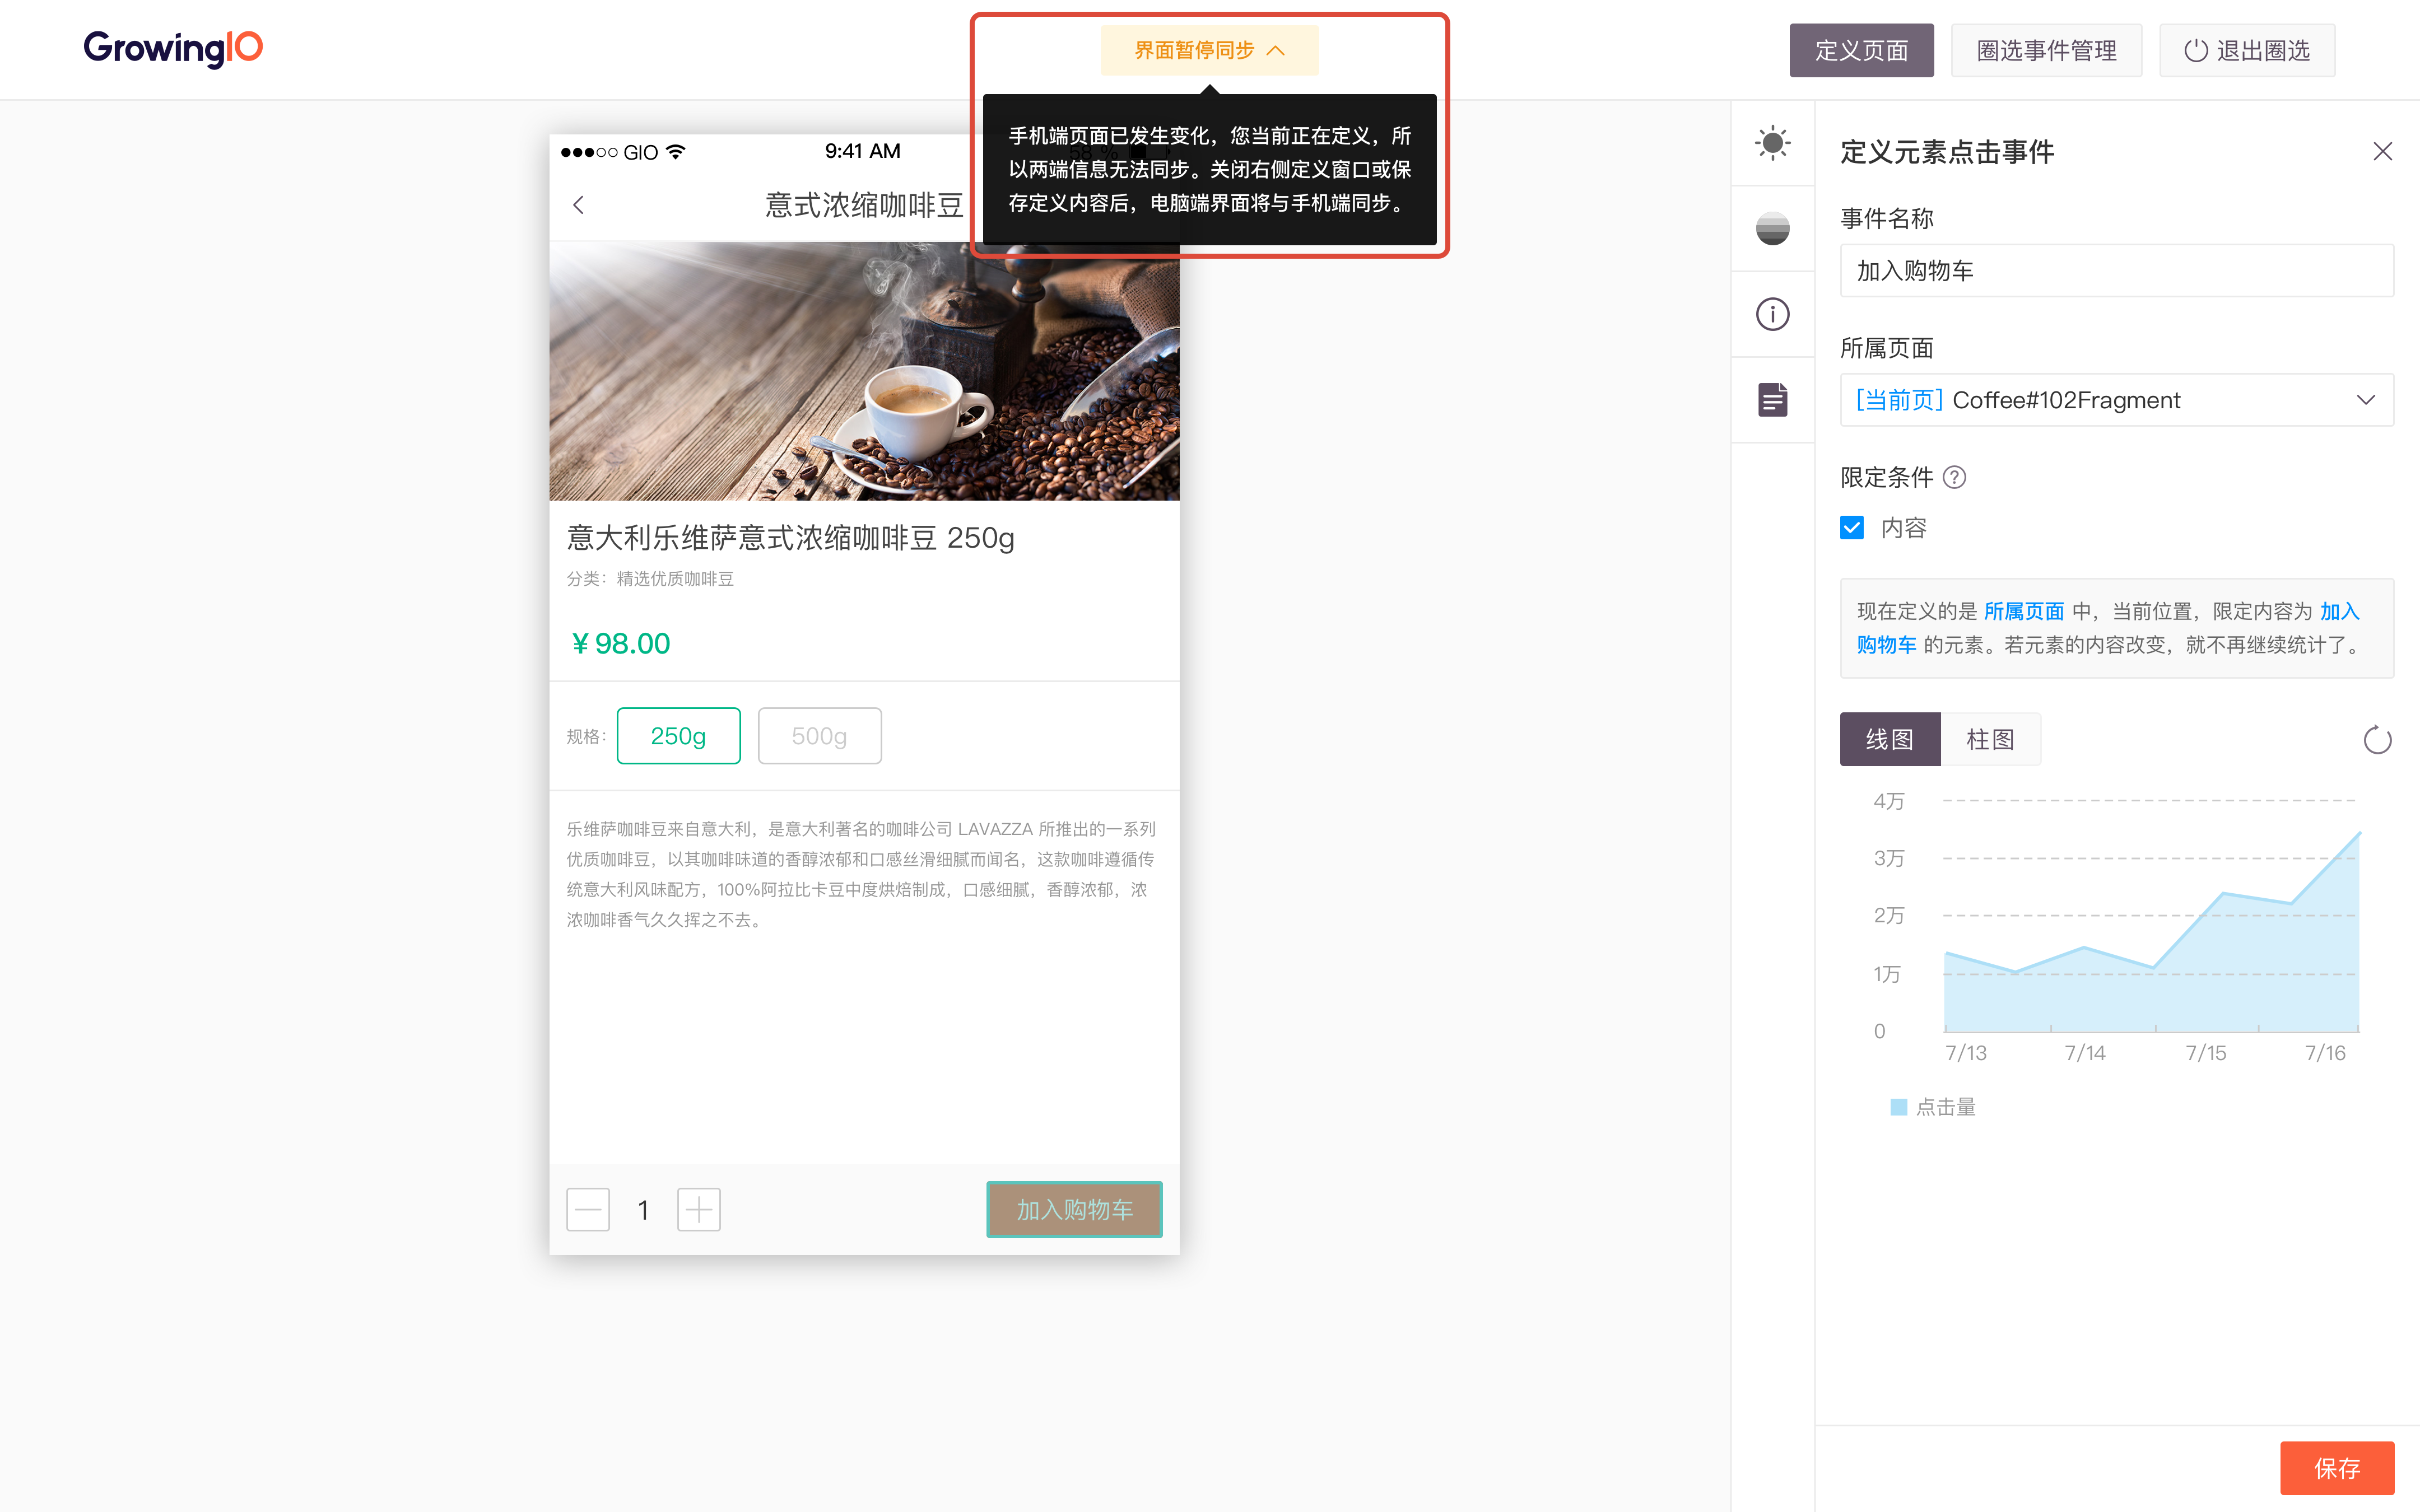 GrowingIO
界面暂停同步
定义页面
圈选事件管理
退出圈选
手机端页面已发生变化，您当前正在定义，所
以两端信息无法同步。关闭右侧定义窗口或保
存定义内容后，电脑端界面将与手机端同步。
GIO
9:41 AM
58 %
意式浓缩咖啡豆
意大利乐维萨意式浓缩咖啡豆 250g
分类：精选优质咖啡豆
¥ 98.00
规格：
250g
500g
乐维萨咖啡豆来自意大利，是意大利著名的咖啡公司 LAVAZZA 所推出的一系列
优质咖啡豆，以其咖啡味道的香醇浓郁和口感丝滑细腻而闻名，这款咖啡遵循传
统意大利风味配方，100%阿拉比卡豆中度烘焙制成，口感细腻，香醇浓郁，浓
浓咖啡香气久久挥之不去。
1
加入购物车
定义元素点击事件
事件名称
加入购物车
所属页面
[当前页] Coffee#102Fragment
限定条件 ?
内容
现在定义的是 所属页面 中，当前位置，限定内容为 加入
购物车 的元素。若元素的内容改变，就不再继续统计了。
线图
柱图
4万
3万
2万
1万
0
7/13
7/14
7/15
7/16
点击量
保存